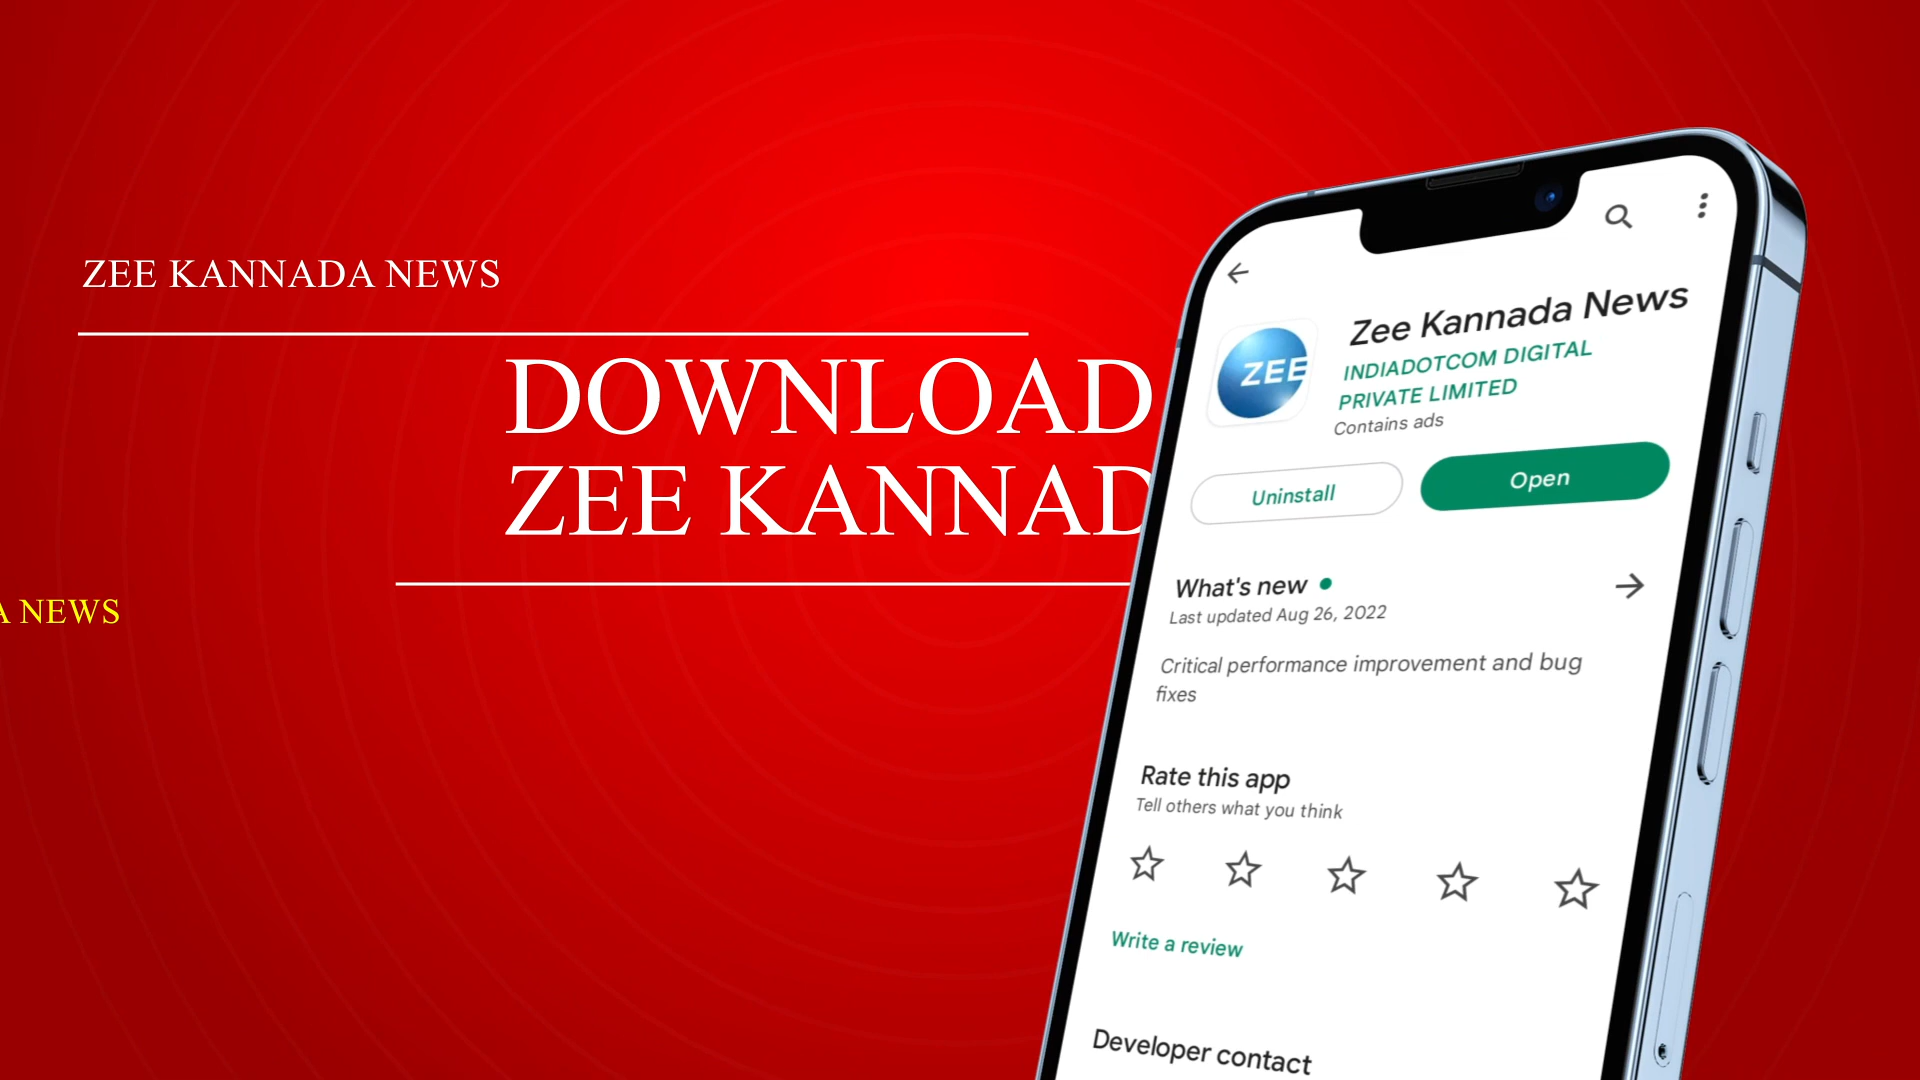 ZEE KANNADA NEWS
DOWNLOAD
ZEE KANNAD
A NEWS
Zee Kannada News
INDIADOTCOM DIGITAL
PRIVATE LIMITED
Contains ads
ZEE
Uninstall
Open
What's new
Last updated Aug 26, 2022
Critical performance improvement and bug
fixes
Rate this app
Tell others what you think
Write a review
Developer contact